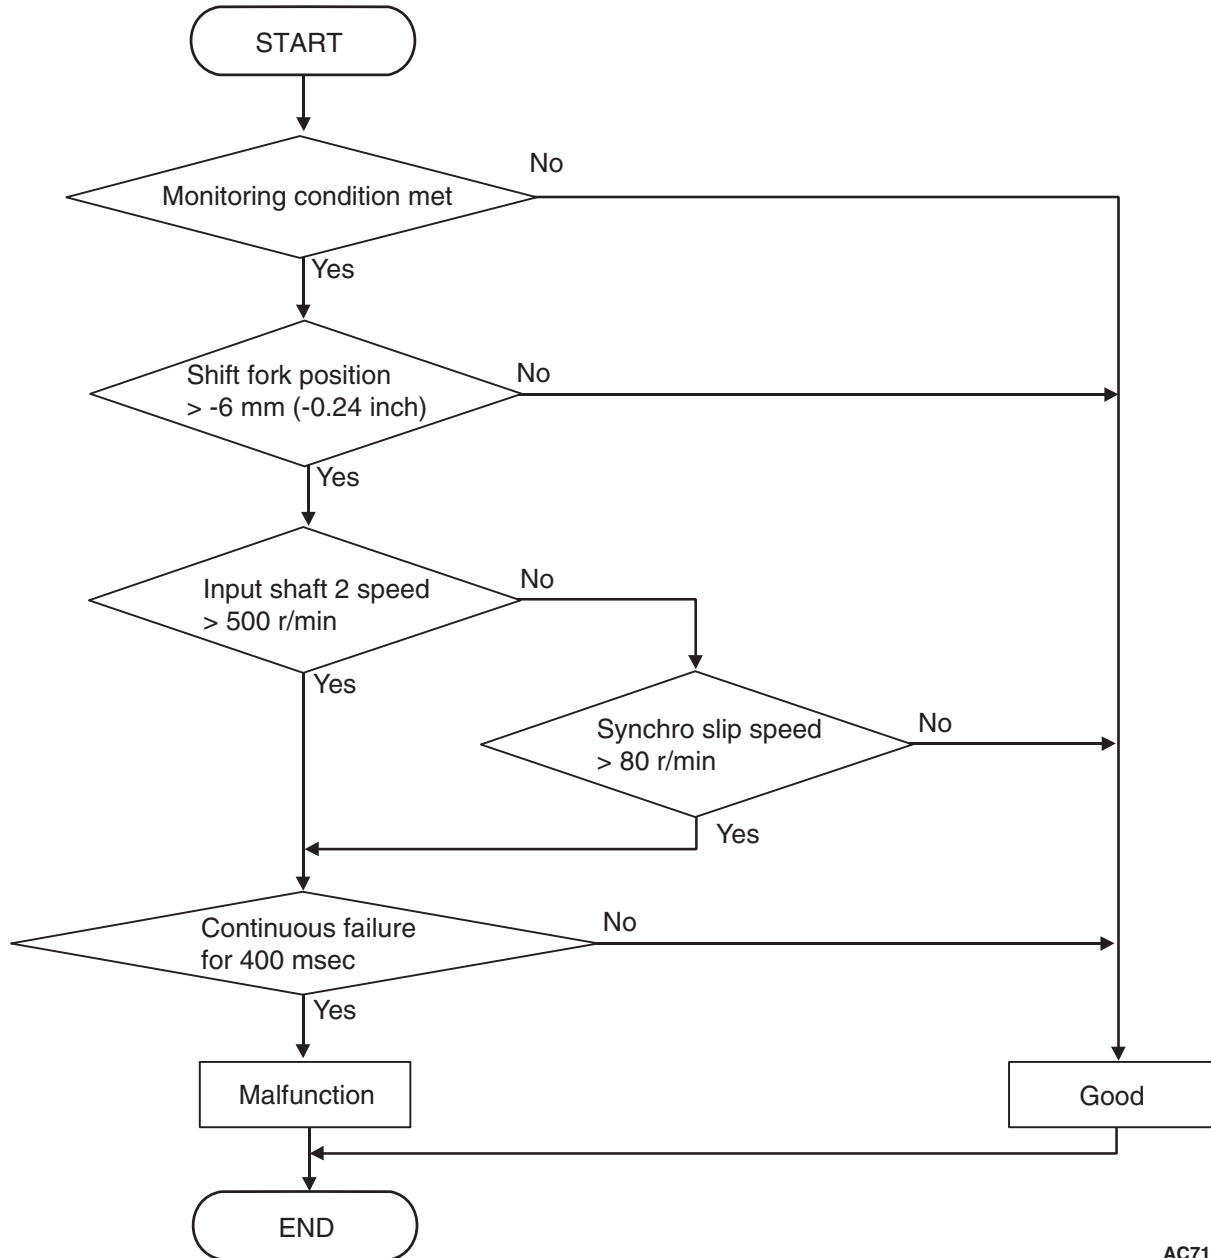 START
No
Monitoring condition met
Yes
Shift fork position
> -6 mm (-0.24 inch)
No
Yes
Input shaft 2 speed
> 500 r/min
No
Yes
Synchro slip speed
> 80 r/min
No
Yes
Continuous failure
for 400 msec
No
Yes
Malfunction
Good
END
AC71